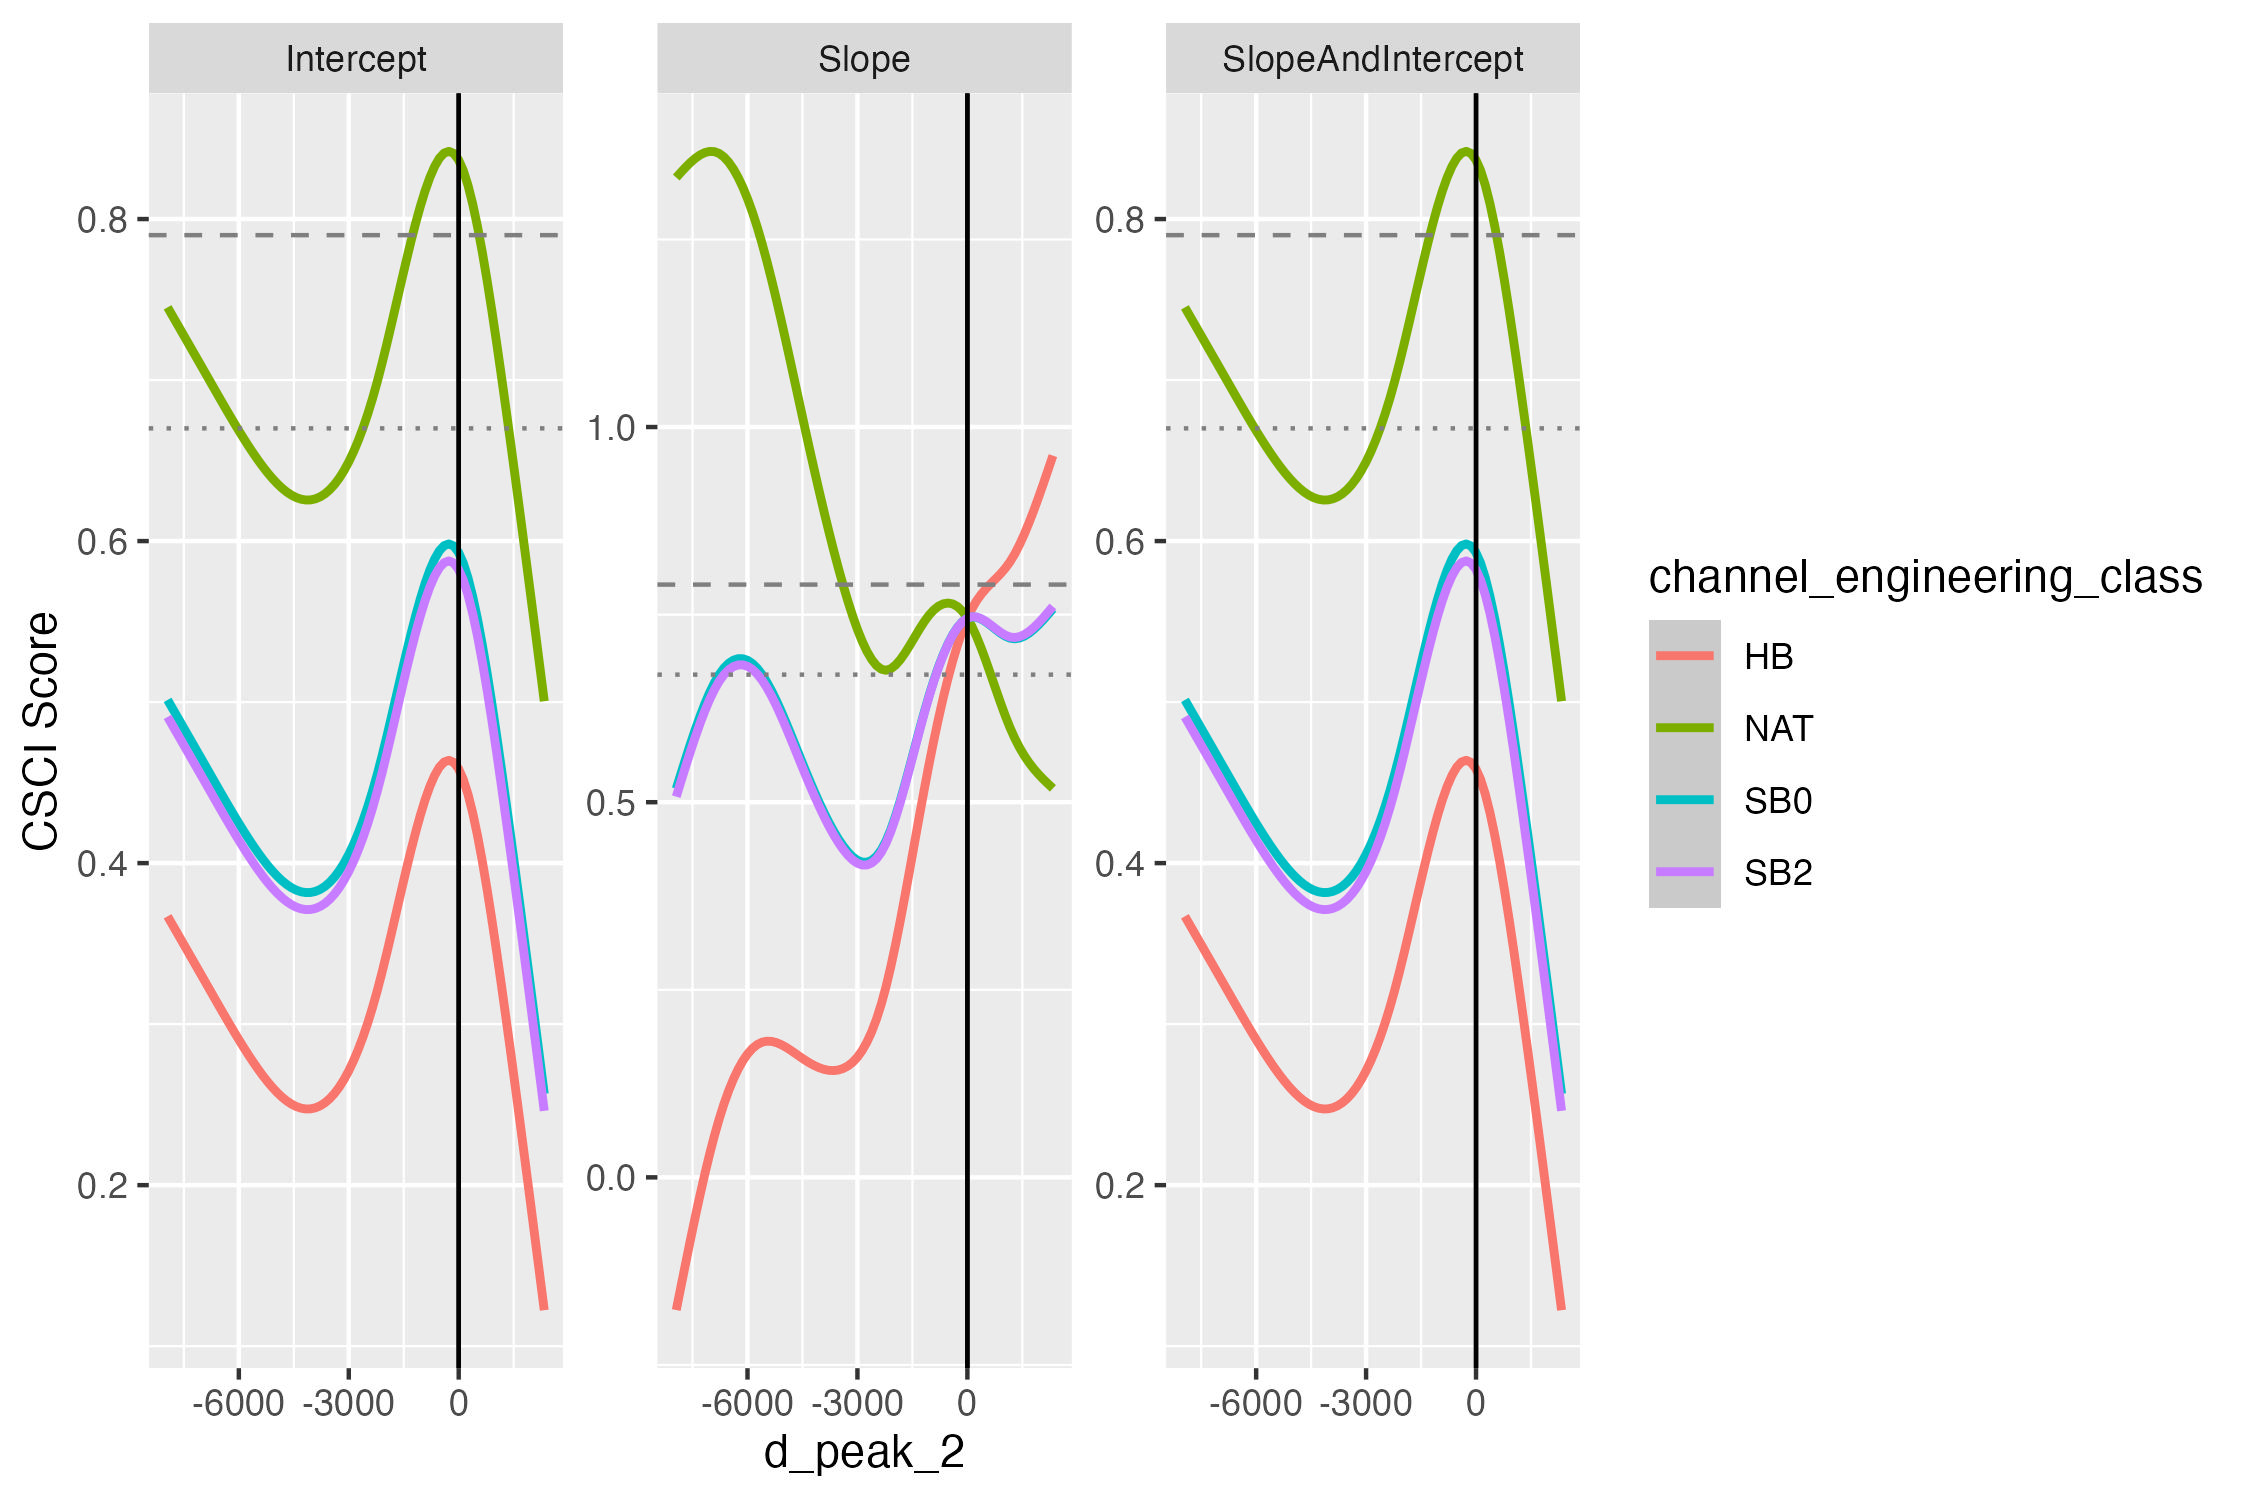 Intercept
Slope
SlopeAndIntercept
CSCI Score
0.8
0.6
0.4
0.2
1.0
0.5
0.0
0.8
0.6
0.4
0.2
-6000 -3000 0
-6000 -3000 0
-6000 -3000 0
d_peak_2
channel_engineering_class
HB
NAT
SB0
SB2